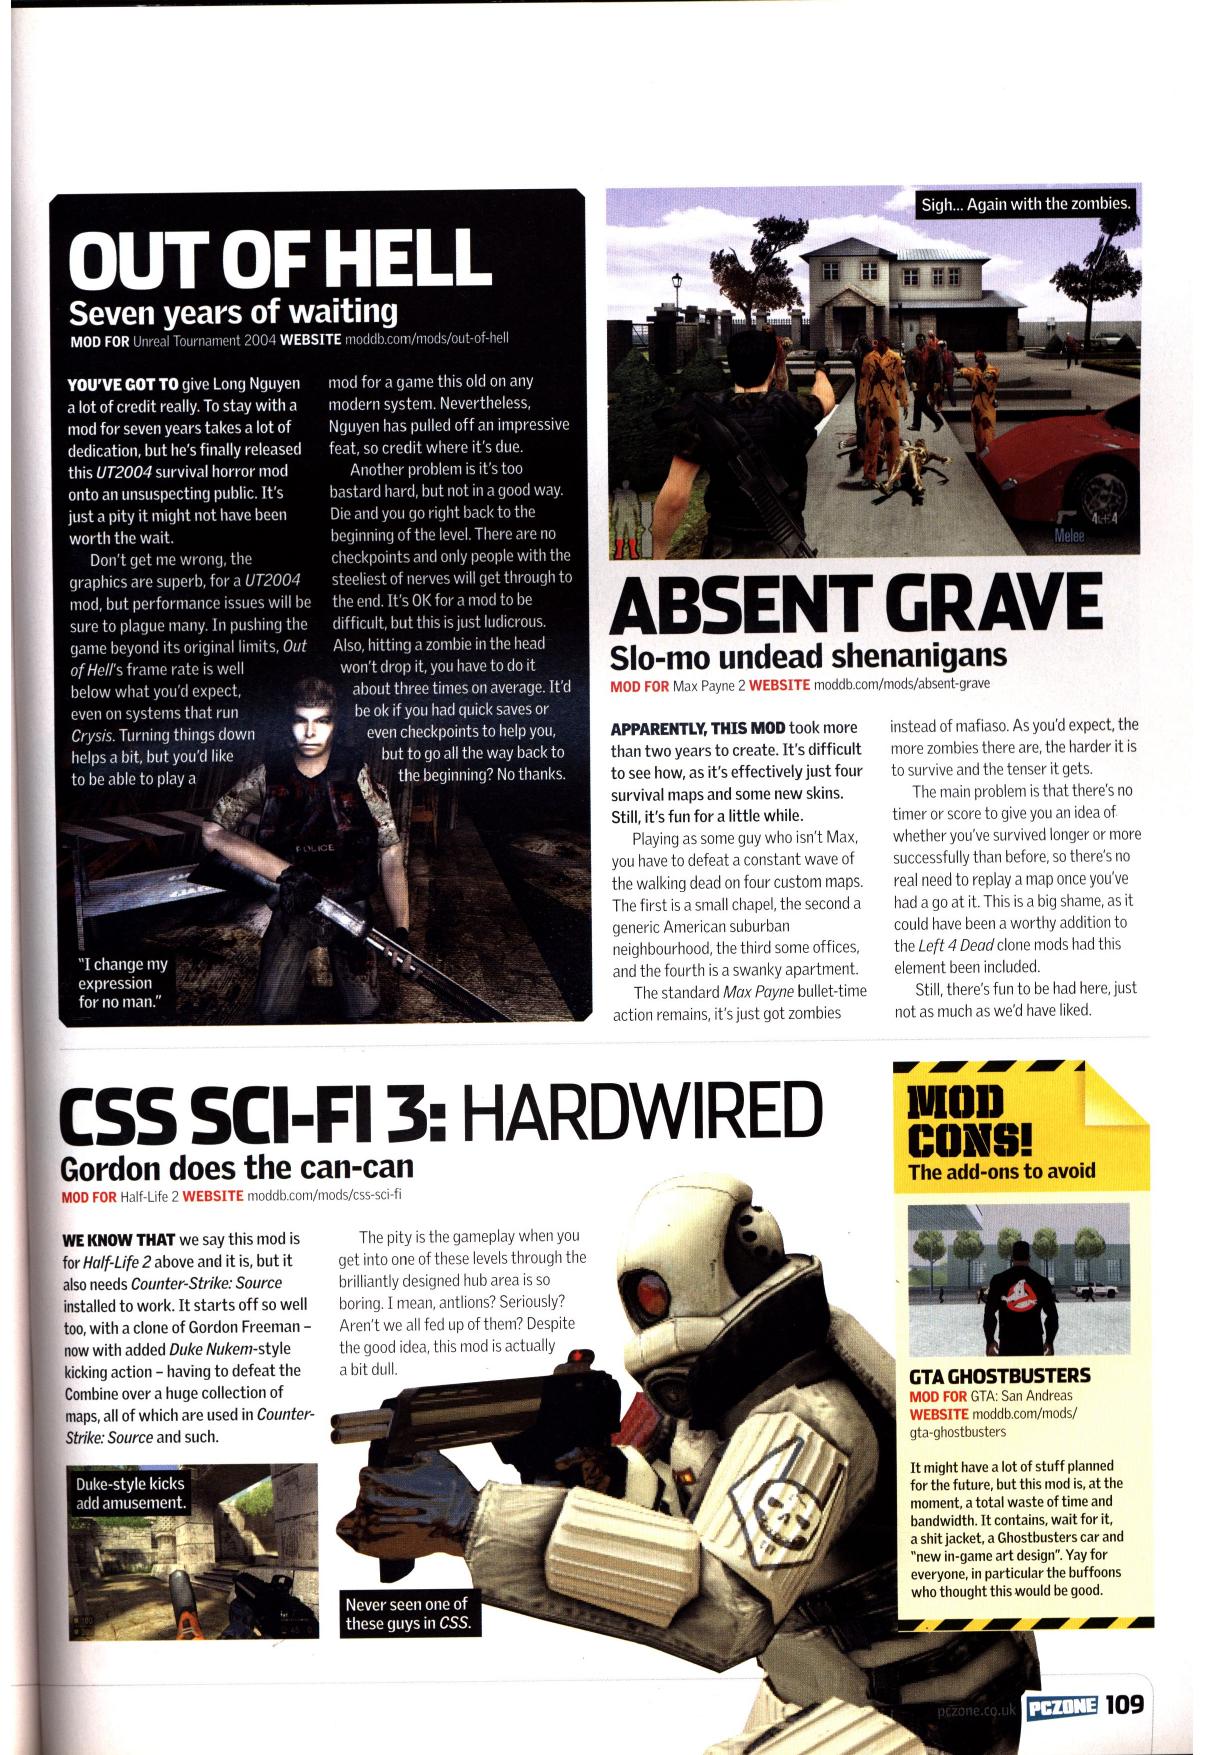 OUT OF HELL
Seven years of waiting
MOD FOR Unreal Tournament 2004 WEBSITE moddb.com/mods/out-of-hell
YOU'VE GOT TO give Long Nguyen
a lot of credit really. To stay with a
mod for seven years takes a lot of
dedication, but he's finally released
this UT2004 survival horror mod
onto an unsuspecting public. It's
just a pity it might not have been
worth the wait.
Don't get me wrong, the
graphics are superb, for a UT2004
mod, but performance issues will be
sure to plague many. In pushing the
game beyond its original limits, Out
of Hell's frame rate is well
below what you'd expect,
even on systems that run
Crysis. Turning things down
helps a bit, but you'd like
to be able to play a
mod for a game this old on any
modern system. Nevertheless,
Nguyen has pulled off an impressive
feat, so credit where it's due.
Another problem is it's too
bastard hard, but not in a good way.
Die and you go right back to the
beginning of the level. There are no
checkpoints and only people with the
steeliest of nerves will get through to
the end. It's OK for a mod to be
difficult, but this is just ludicrous.
Also, hitting a zombie in the head
won't drop it, you have to do it
about three times on average. It'd
be ok if you had quick saves or
even checkpoints to help you,
but to go all the way back to
the beginning? No thanks.
POLICE
"I change my
expression
for no man."
Sigh... Again with the zombies.
Melee
ABSENT GRAVE
Slo-mo undead shenanigans
MOD FOR Max Payne 2 WEBSITE moddb.com/mods/absent-grave
APPARENTLY, THIS MOD took more
than two years to create. It's difficult
to see how, as it's effectively just four
survival maps and some new skins.
Still, it's fun for a little while.
Playing as some guy who isn't Max,
you have to defeat a constant wave of
the walking dead on four custom maps.
The first is a small chapel, the second a
generic American suburban
neighbourhood, the third some offices,
and the fourth is a swanky apartment.
The standard Max Payne bullet-time
action remains, it's just got zombies
instead of mafiaso. As you'd expect, the
more zombies there are, the harder it is
to survive and the tenser it gets.
The main problem is that there's no
timer or score to give you an idea of
whether you've survived longer or more
successfully than before, so there's no
real need to replay a map once you've
had a go at it. This is a big shame, as it
could have been a worthy addition to
the Left 4 Dead clone mods had this
element been included.
Still, there's fun to be had here, just
not as much as we'd have liked.
CSS SCI-FI 3: HARDWIRED
Gordon does the can-can
MOD FOR Half-Life 2 WEBSITE moddb.com/mods/css-sci-fi
WE KNOW THAT we say this mod is
for Half-Life 2 above and it is, but it
also needs Counter-Strike: Source
installed to work. It starts off so well
too, with a clone of Gordon Freeman –
now with added Duke Nukem-style
kicking action – having to defeat the
Combine over a huge collection of
maps, all of which are used in Counter-
Strike: Source and such.
The pity is the gameplay when you
get into one of these levels through the
brilliantly designed hub area is so
boring. I mean, antlions? Seriously?
Aren't we all fed up of them? Despite
the good idea, this mod is actually
a bit dull.
Duke-style kicks
add amusement.
Never seen one of
these guys in CSS.
MOD
CONS!
The add-ons to avoid
GTA GHOSTBUSTERS
MOD FOR GTA: San Andreas
WEBSITE moddb.com/mods/
gta-ghostbusters
It might have a lot of stuff planned
for the future, but this mod is, at the
moment, a total waste of time and
bandwidth. It contains, wait for it,
a shit jacket, a Ghostbusters car and
"new in-game art design". Yay for
everyone, in particular the buffoons
who thought this would be good.
pczone.co.uk PCZONE 109